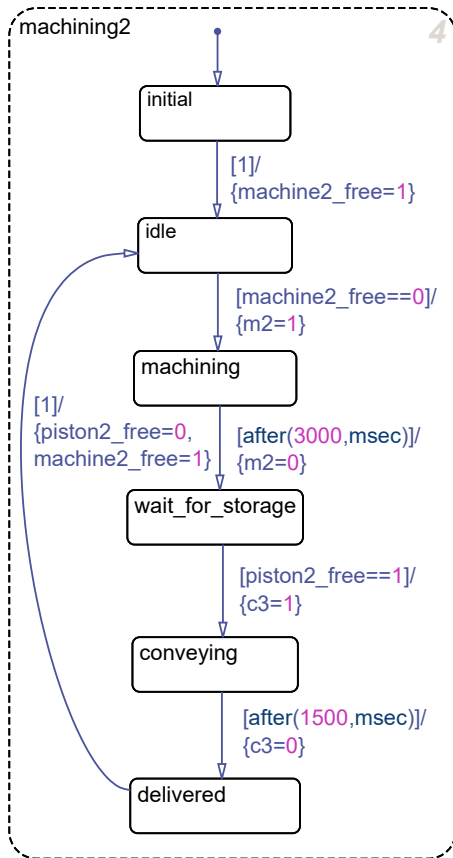 machining2
4
initial
[1]/
{machine2_free=1}
idle
[machine2_free==0]/
{m2=1}
machining
[1]/
{piston2_free=0,
machine2_free=1}
[after(3000,msec)]/
{m2=0}
wait_for_storage
[piston2_free==1]/
{c3=1}
conveying
[after(1500,msec)]/
{c3=0}
delivered